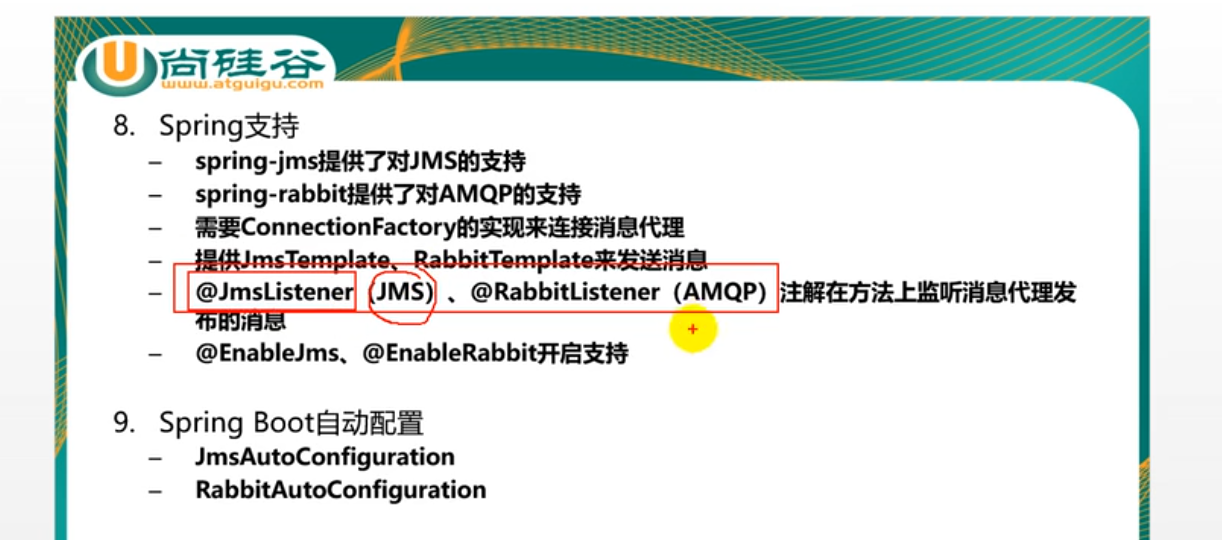 尚硅谷
www.atguigu.com
8. Spring支持
– spring-jms提供了对JMS的支持
– spring-rabbit提供了对AMQP的支持
– 需要ConnectionFactory的实现来连接消息代理
– 提供JmsTemplate、RabbitTemplate来发送消息
– @JmsListener（JMS）、@RabbitListener（AMQP）注解在方法上监听消息代理发
布的消息
– @EnableJms、@EnableRabbit开启支持
9. Spring Boot自动配置
– JmsAutoConfiguration
– RabbitAutoConfiguration